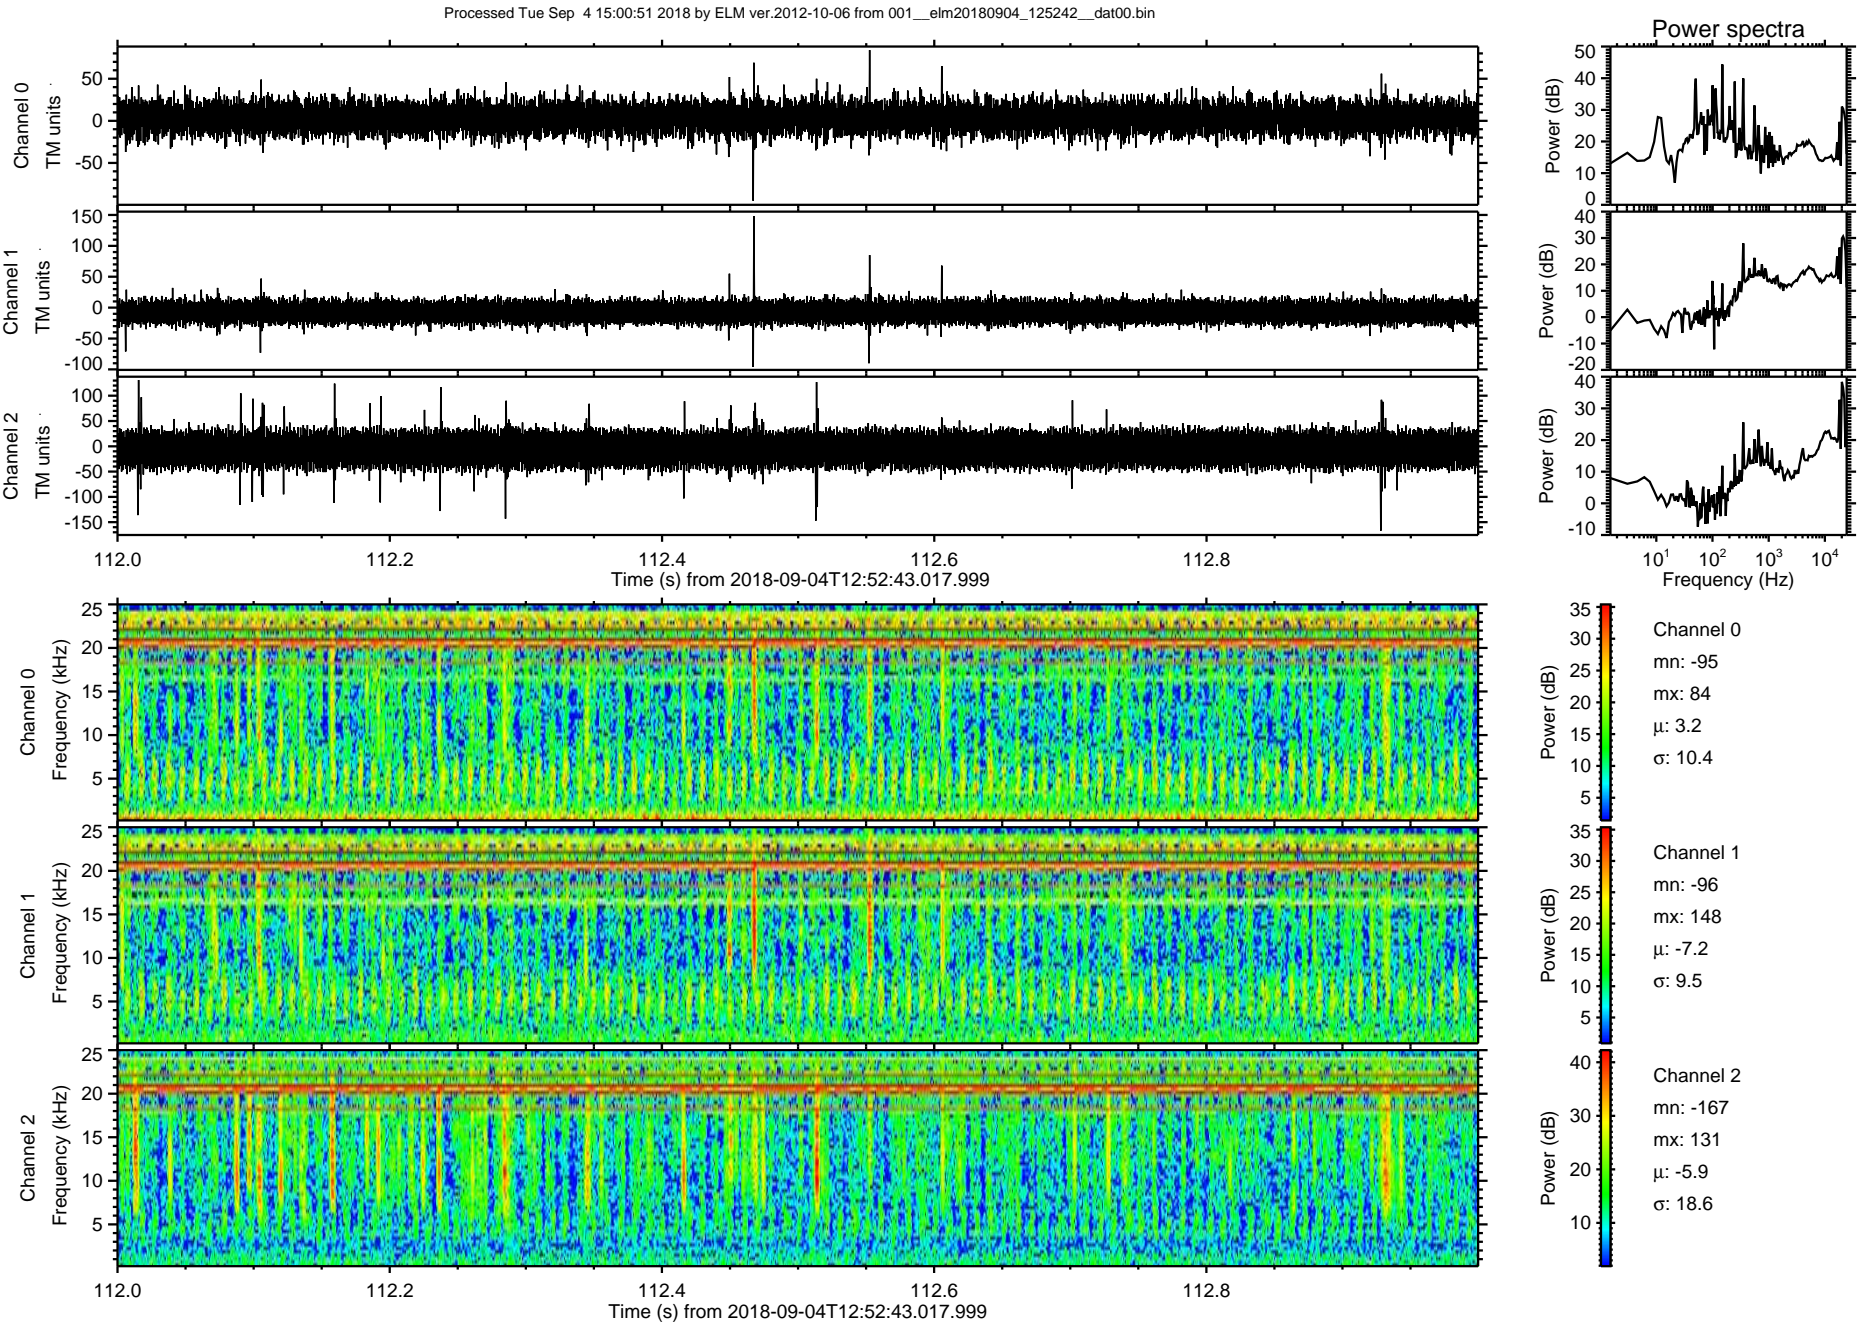 Processed Tue Sep  4 15:00:51 2018 by ELM ver.2012-10-06 from 001__elm20180904_125242__dat00.bin
Power spectra
Channel 0
TM units
50
0
-50
Power (dB)
50
40
30
20
10
0
Channel 1
TM units
150
100
50
0
-50
-100
Power (dB)
40
30
20
10
0
-10
-20
Channel 2
TM units
100
50
0
-50
-100
-150
Power (dB)
40
30
20
10
0
-10
112.0 112.2 112.4 112.6 112.8
Time (s) from 2018-09-04T12:52:43.017.999
10¹ 10² 10³ 10⁴
Frequency (Hz)
Channel 0
Frequency (kHz)
25
20
15
10
5
Power (dB)
35
30
25
20
15
10
5
Channel 0
mn: -95
mx: 84
μ: 3.2
σ: 10.4
Channel 1
Frequency (kHz)
25
20
15
10
5
Power (dB)
35
30
25
20
15
10
5
Channel 1
mn: -96
mx: 148
μ: -7.2
σ: 9.5
Channel 2
Frequency (kHz)
25
20
15
10
5
Power (dB)
40
30
20
10
Channel 2
mn: -167
mx: 131
μ: -5.9
σ: 18.6
112.0 112.2 112.4 112.6 112.8
Time (s) from 2018-09-04T12:52:43.017.999